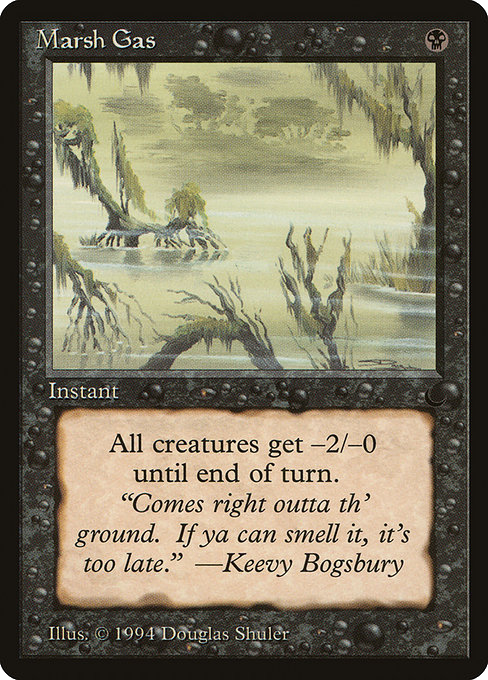 Marsh Gas
Instant
All creatures get –2/–0
until end of turn.
“Comes right outta th’
ground. If ya can smell it, it’s
too late.” —Keevy Bogsbury
Illus. © 1994 Douglas Shuler